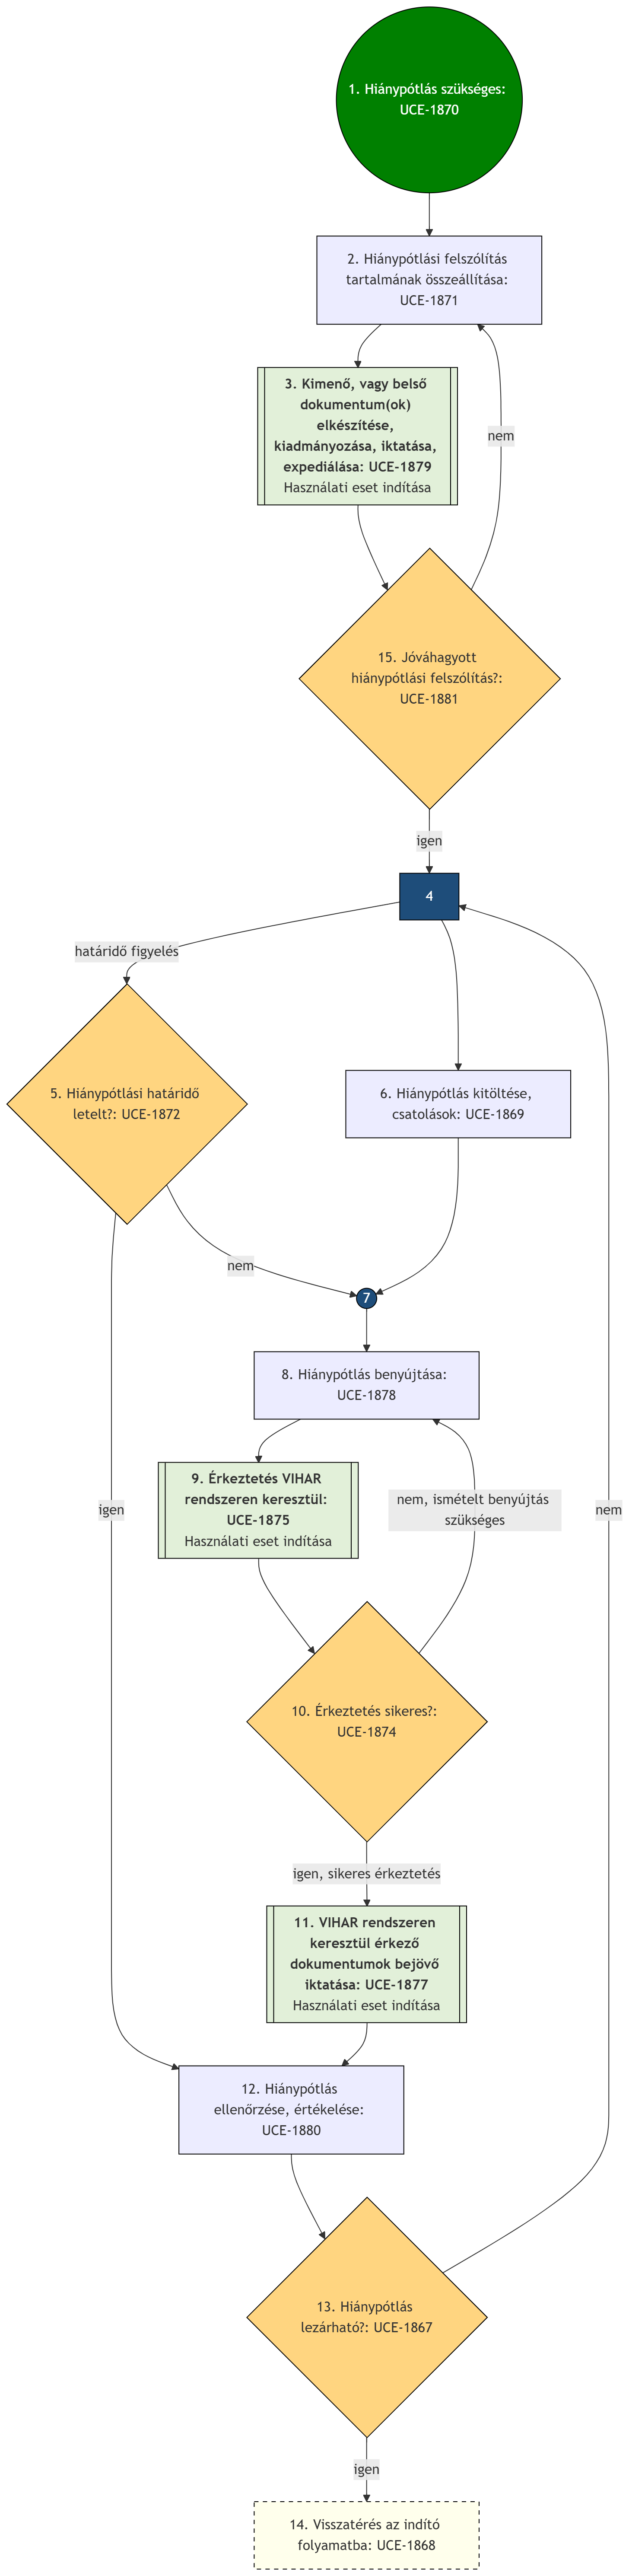 1. Hiánypótlás szükséges:
UCE-1870
2. Hiánypótlási felszólítás
tartalmának összeállítása:
UCE-1871
3. Kimenő, vagy belső
dokumentum(ok)
elkészítése,
kiadmányozása, iktatása,
expediálása: UCE-1879
Használati eset indítása
nem
15. Jóváhagyott
hiánypótlási felszólítás?:
UCE-1881
igen
4
határidő figyelés
5. Hiánypótlási határidő
letelt?: UCE-1872
6. Hiánypótlás kitöltése,
csatolások: UCE-1869
nem
7
8. Hiánypótlás benyújtása:
UCE-1878
9. Érkeztetés VIHAR
rendszeren keresztül:
UCE-1875
Használati eset indítása
nem, ismételt benyújtás
szükséges
igen
nem
10. Érkeztetés sikeres?:
UCE-1874
igen, sikeres érkeztetés
11. VIHAR rendszeren
keresztül érkező
dokumentumok bejövő
iktatása: UCE-1877
Használati eset indítása
12. Hiánypótlás
ellenőrzése, értékelése:
UCE-1880
13. Hiánypótlás
lezárható?: UCE-1867
igen
14. Visszatérés az indító
folyamatba: UCE-1868